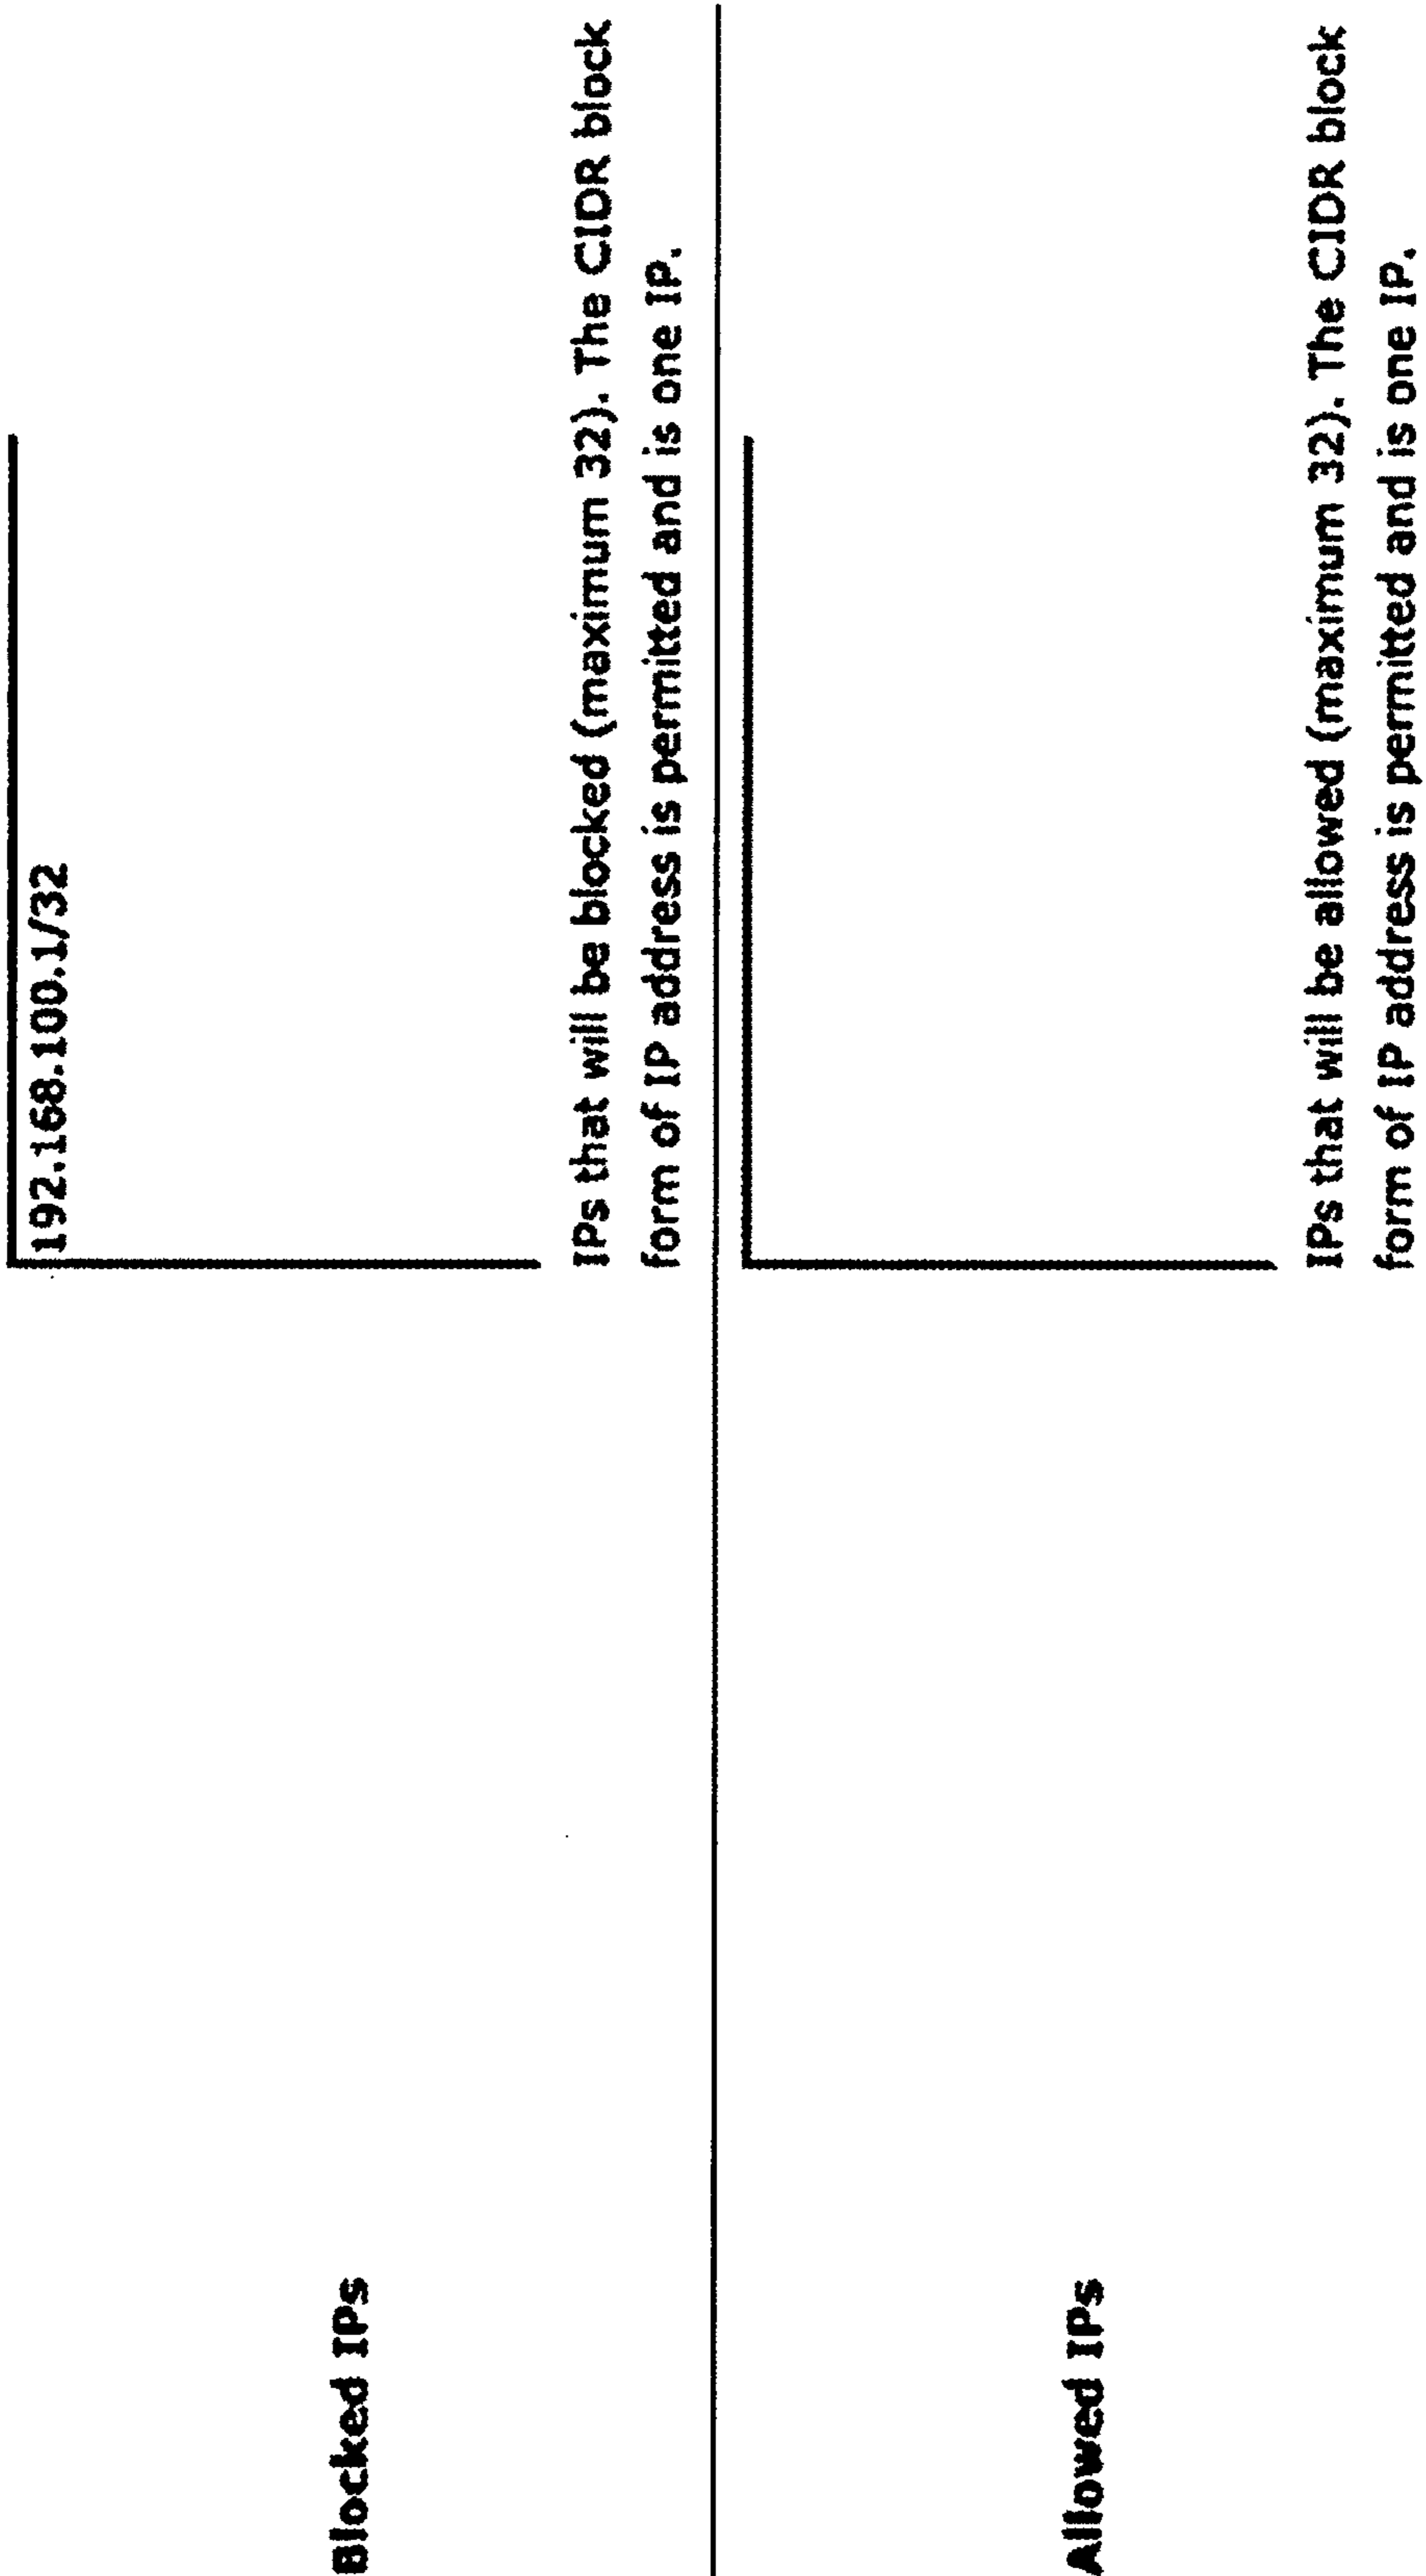 Blocked IPs
192.168.100.1/32
IPs that will be blocked (maximum 32). The CIDR block
form of IP address is permitted and is one IP.
Allowed IPs
IPs that will be allowed (maximum 32). The CIDR block
form of IP address is permitted and is one IP.